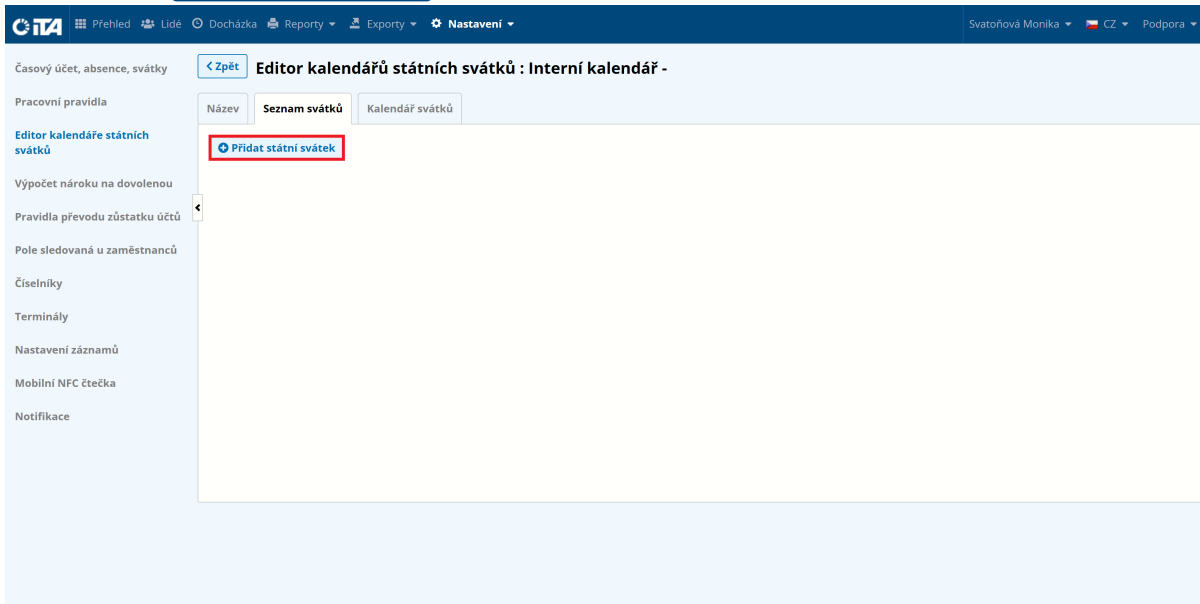 iTA Přehled Lidé Docházka Reporty Exporty Nastavení Svatoňová Monika CZ Podpora
Časový účet, absence, svátky
Pracovní pravidla
Editor kalendáře státních
svátků
Výpočet nároku na dovolenou
Pravidla převodu zůstatku účtů
Pole sledovaná u zaměstnanců
Číselníky
Terminály
Nastavení záznamů
Mobilní NFC čtečka
Notifikace
Zpět Editor kalendářů státních svátků : Interní kalendář -
Název Seznam svátků Kalendář svátků
Přidat státní svátek